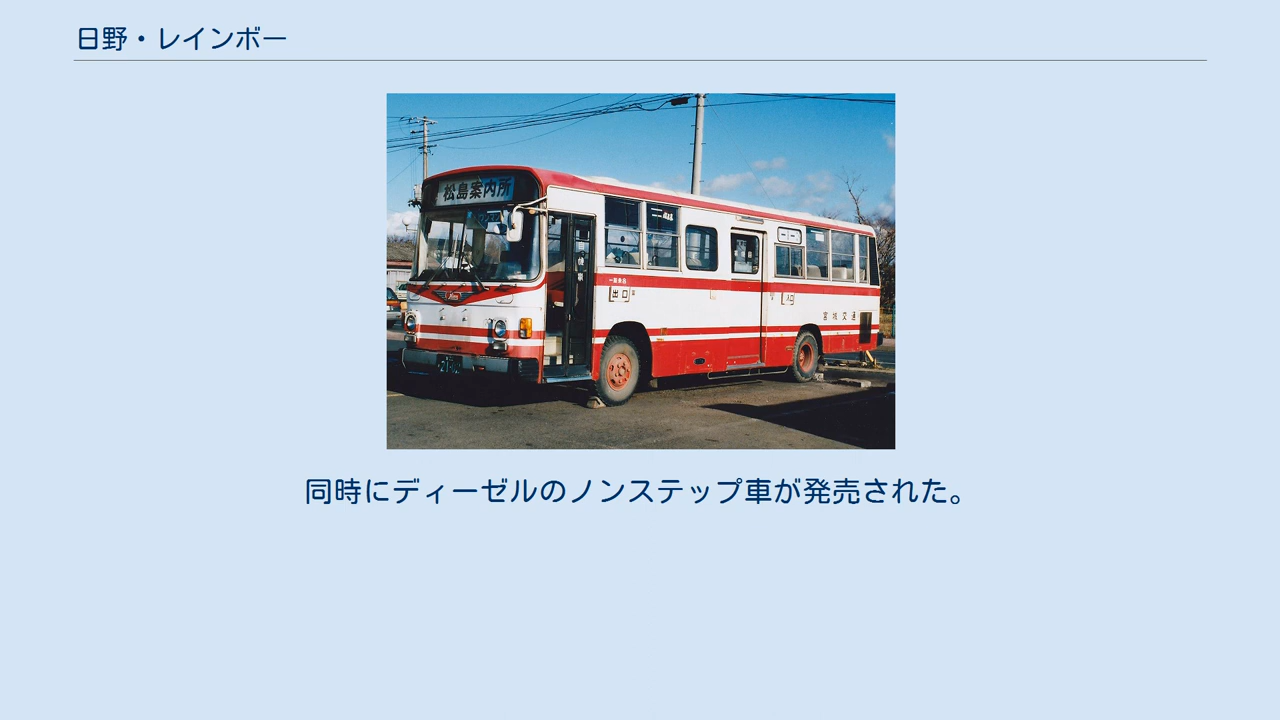 日野・レインボー
松島案内所
出口
宮城交通
同時にディーゼルのノンステップ車が発売された。